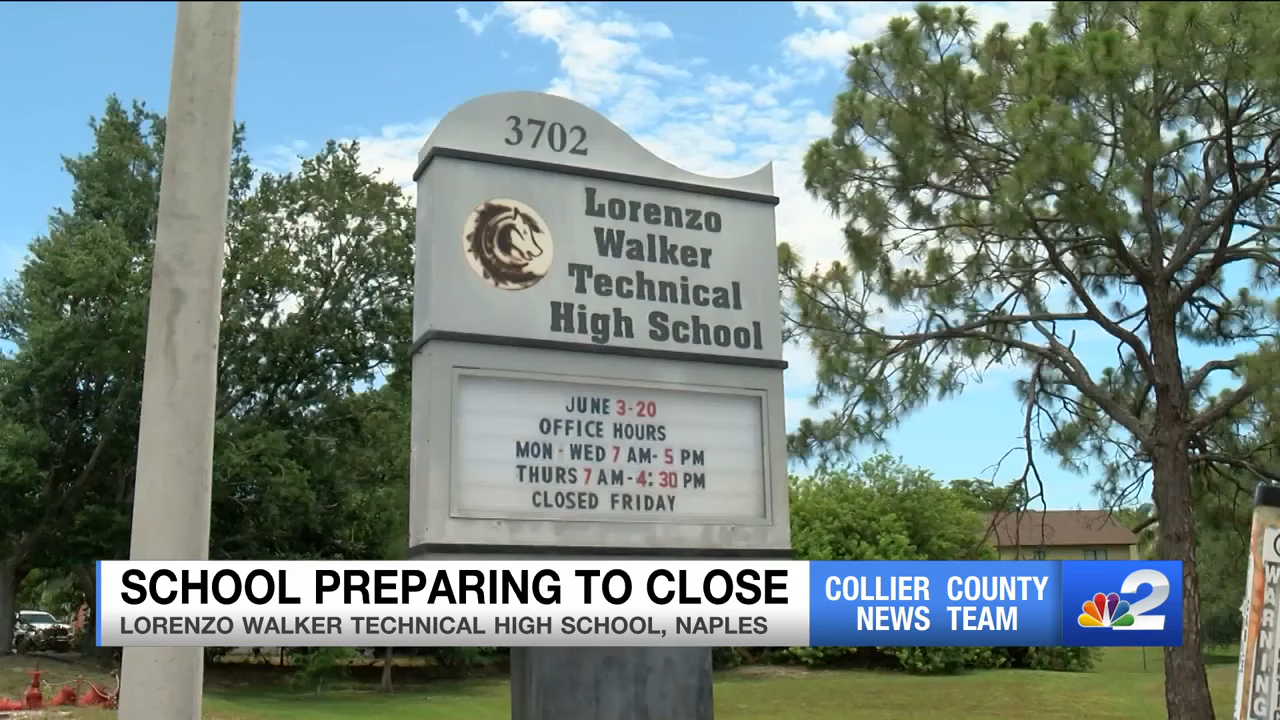 3702
Lorenzo
Walker
Technical
High School
JUNE 3-20
OFFICE HOURS
MON - WED 7 AM - 5 PM
THURS 7 AM - 4:30 PM
CLOSED FRIDAY
SCHOOL PREPARING TO CLOSE
LORENZO WALKER TECHNICAL HIGH SCHOOL, NAPLES
COLLIER COUNTY
NEWS TEAM
2
WARNING